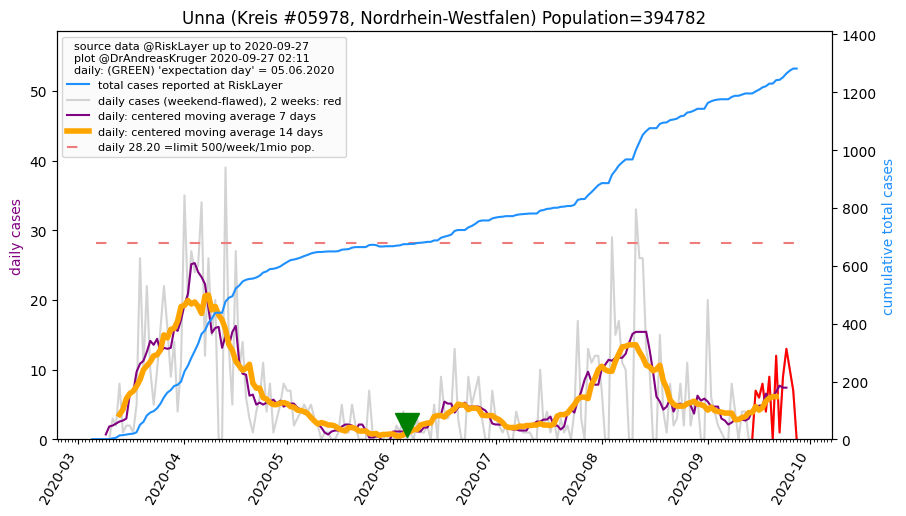 Unna (Kreis #05978, Nordrhein-Westfalen) Population=394782
source data @RiskLayer up to 2020-09-27
plot @DrAndreasKruger 2020-09-27 02:11
daily: (GREEN) 'expectation day' = 05.06.2020
total cases reported at RiskLayer
daily cases (weekend-flawed), 2 weeks: red
daily: centered moving average 7 days
daily: centered moving average 14 days
daily 28.20 =limit 500/week/1mio pop.
daily cases
50
40
30
20
10
0
cumulative total cases
1400
1200
1000
800
600
400
200
0
2020-03
2020-04
2020-05
2020-06
2020-07
2020-08
2020-09
2020-10